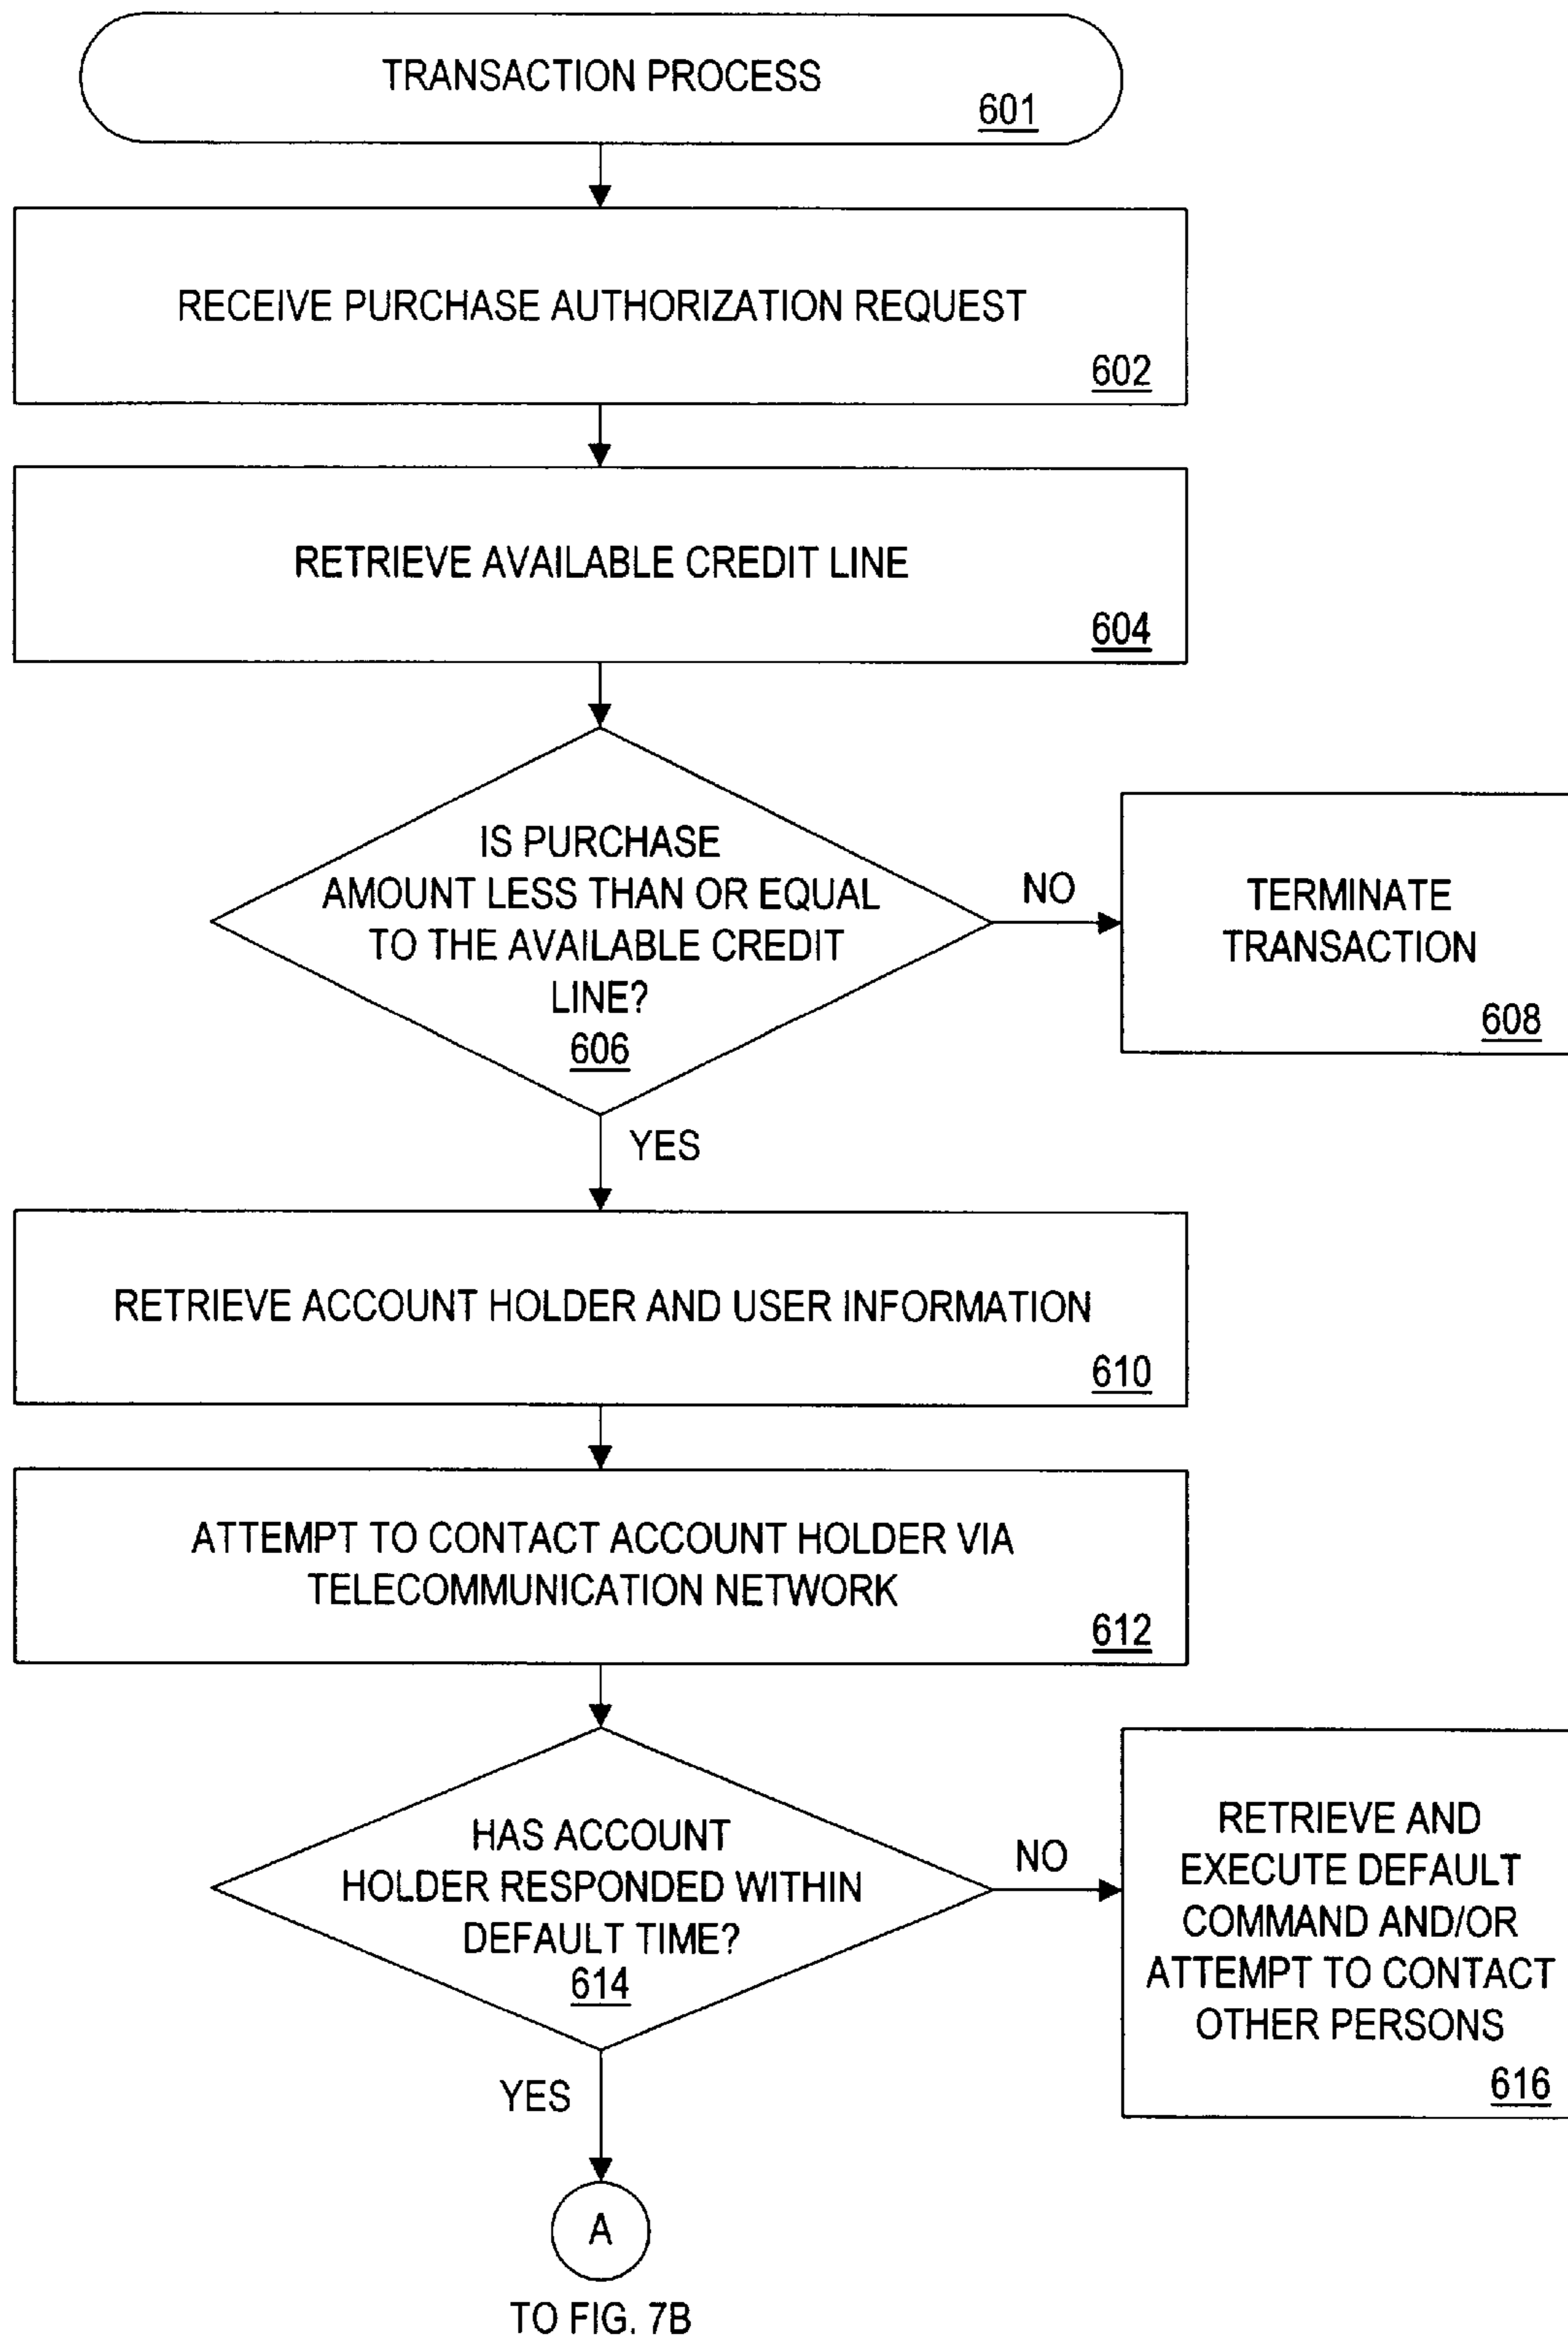 TRANSACTION PROCESS
601
RECEIVE PURCHASE AUTHORIZATION REQUEST
602
RETRIEVE AVAILABLE CREDIT LINE
604
IS PURCHASE
AMOUNT LESS THAN OR EQUAL
TO THE AVAILABLE CREDIT
LINE?
606
NO
TERMINATE
TRANSACTION
608
YES
RETRIEVE ACCOUNT HOLDER AND USER INFORMATION
610
ATTEMPT TO CONTACT ACCOUNT HOLDER VIA
TELECOMMUNICATION NETWORK
612
HAS ACCOUNT
HOLDER RESPONDED WITHIN
DEFAULT TIME?
614
NO
RETRIEVE AND
EXECUTE DEFAULT
COMMAND AND/OR
ATTEMPT TO CONTACT
OTHER PERSONS
616
YES
A
TO FIG. 7B